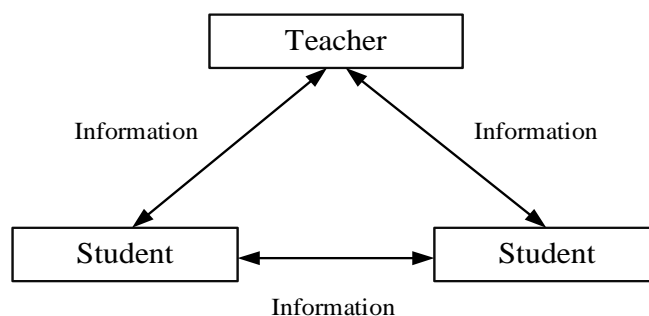 Teacher
Information
Information
Student
Student
Information